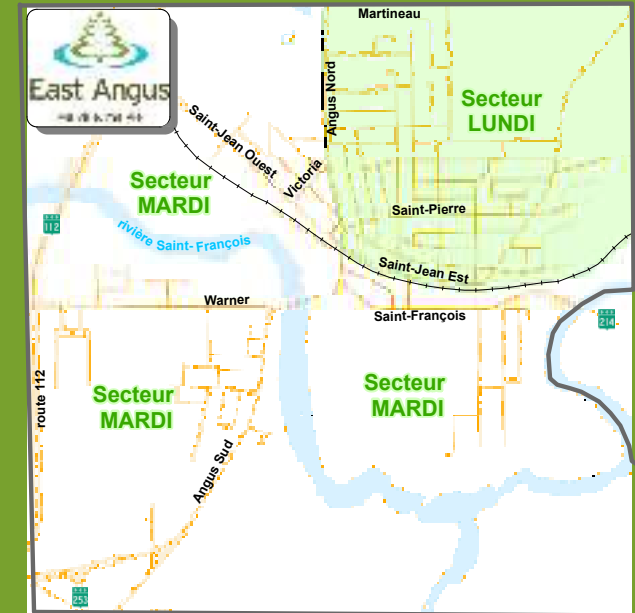 East Angus
Martineau
Angus Nord
Secteur
LUNDI
Saint-Jean Ouest
Victoria
Secteur
MARDI
Saint-Pierre
112
rivière Saint-François
Saint-Jean Est
Warner
Saint-François
214
route 112
Secteur
MARDI
Secteur
MARDI
Angus Sud
253